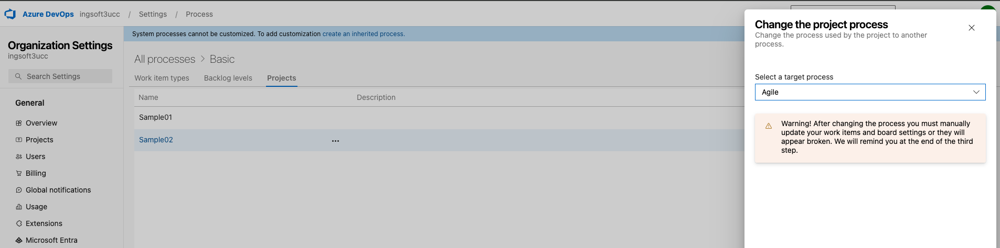 Azure DevOps ingsoft3ucc / Settings / Process
Organization Settings
ingsoft3ucc
Search Settings
General
Overview
Projects
Users
Billing
Global notifications
Usage
Extensions
Microsoft Entra
System processes cannot be customized. To add customization create an inherited process.
All processes > Basic
Work item types Backlog levels Projects
Name Description
Sample01
Sample02 ...
Change the project process
Change the process used by the project to another
process.
Select a target process
Agile
Warning! After changing the process you must manually
update your work items and board settings or they will
appear broken. We will remind you at the end of the third
step.